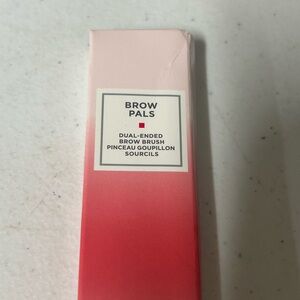 BROW
PALS
DUAL-ENDED
BROW BRUSH
PINCEAU GOUPILLON
SOURCILS